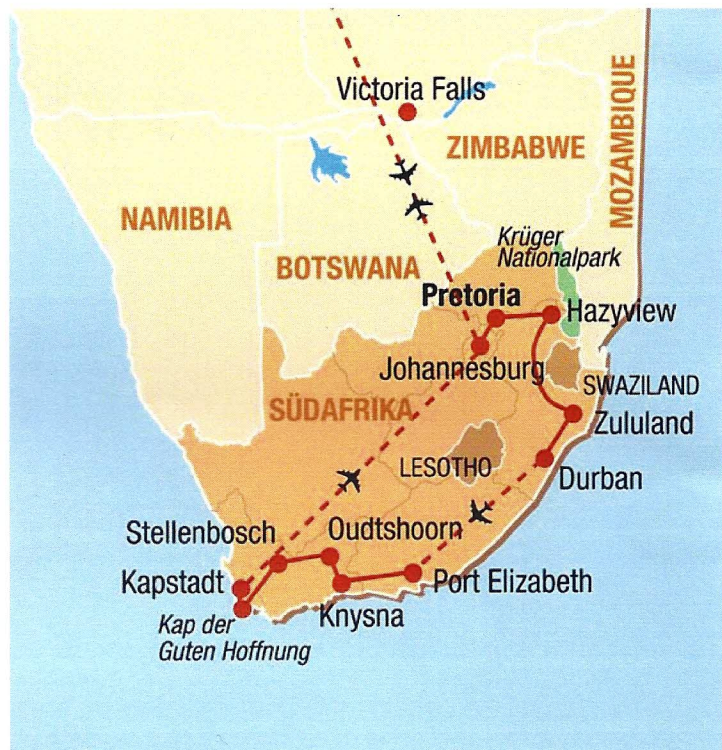 Victoria Falls
ZIMBABWE
MOZAMBIQUE
NAMIBIA
BOTSWANA
Krüger
Nationalpark
Pretoria
Hazyview
Johannesburg
SWAZILAND
SÜDAFRIKA
Zululand
LESOTHO
Durban
Stellenbosch
Oudtshoorn
Kapstadt
Port Elizabeth
Knysna
Kap der
Guten Hoffnung